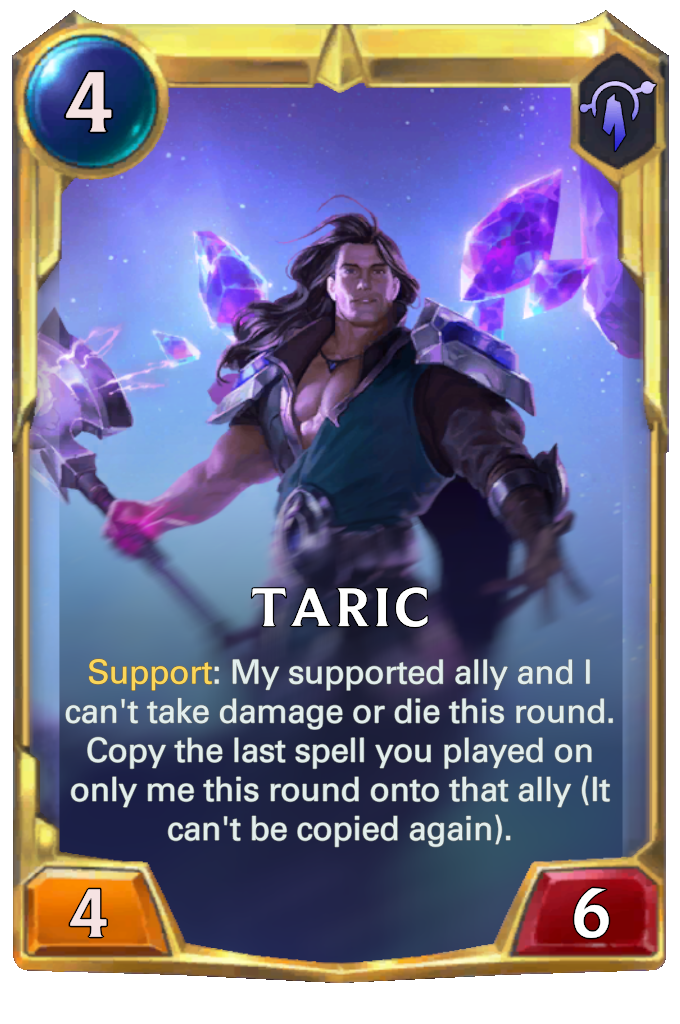 4
TARIC
Support: My supported ally and I
can't take damage or die this round.
Copy the last spell you played on
only me this round onto that ally (It
can't be copied again).
4
6